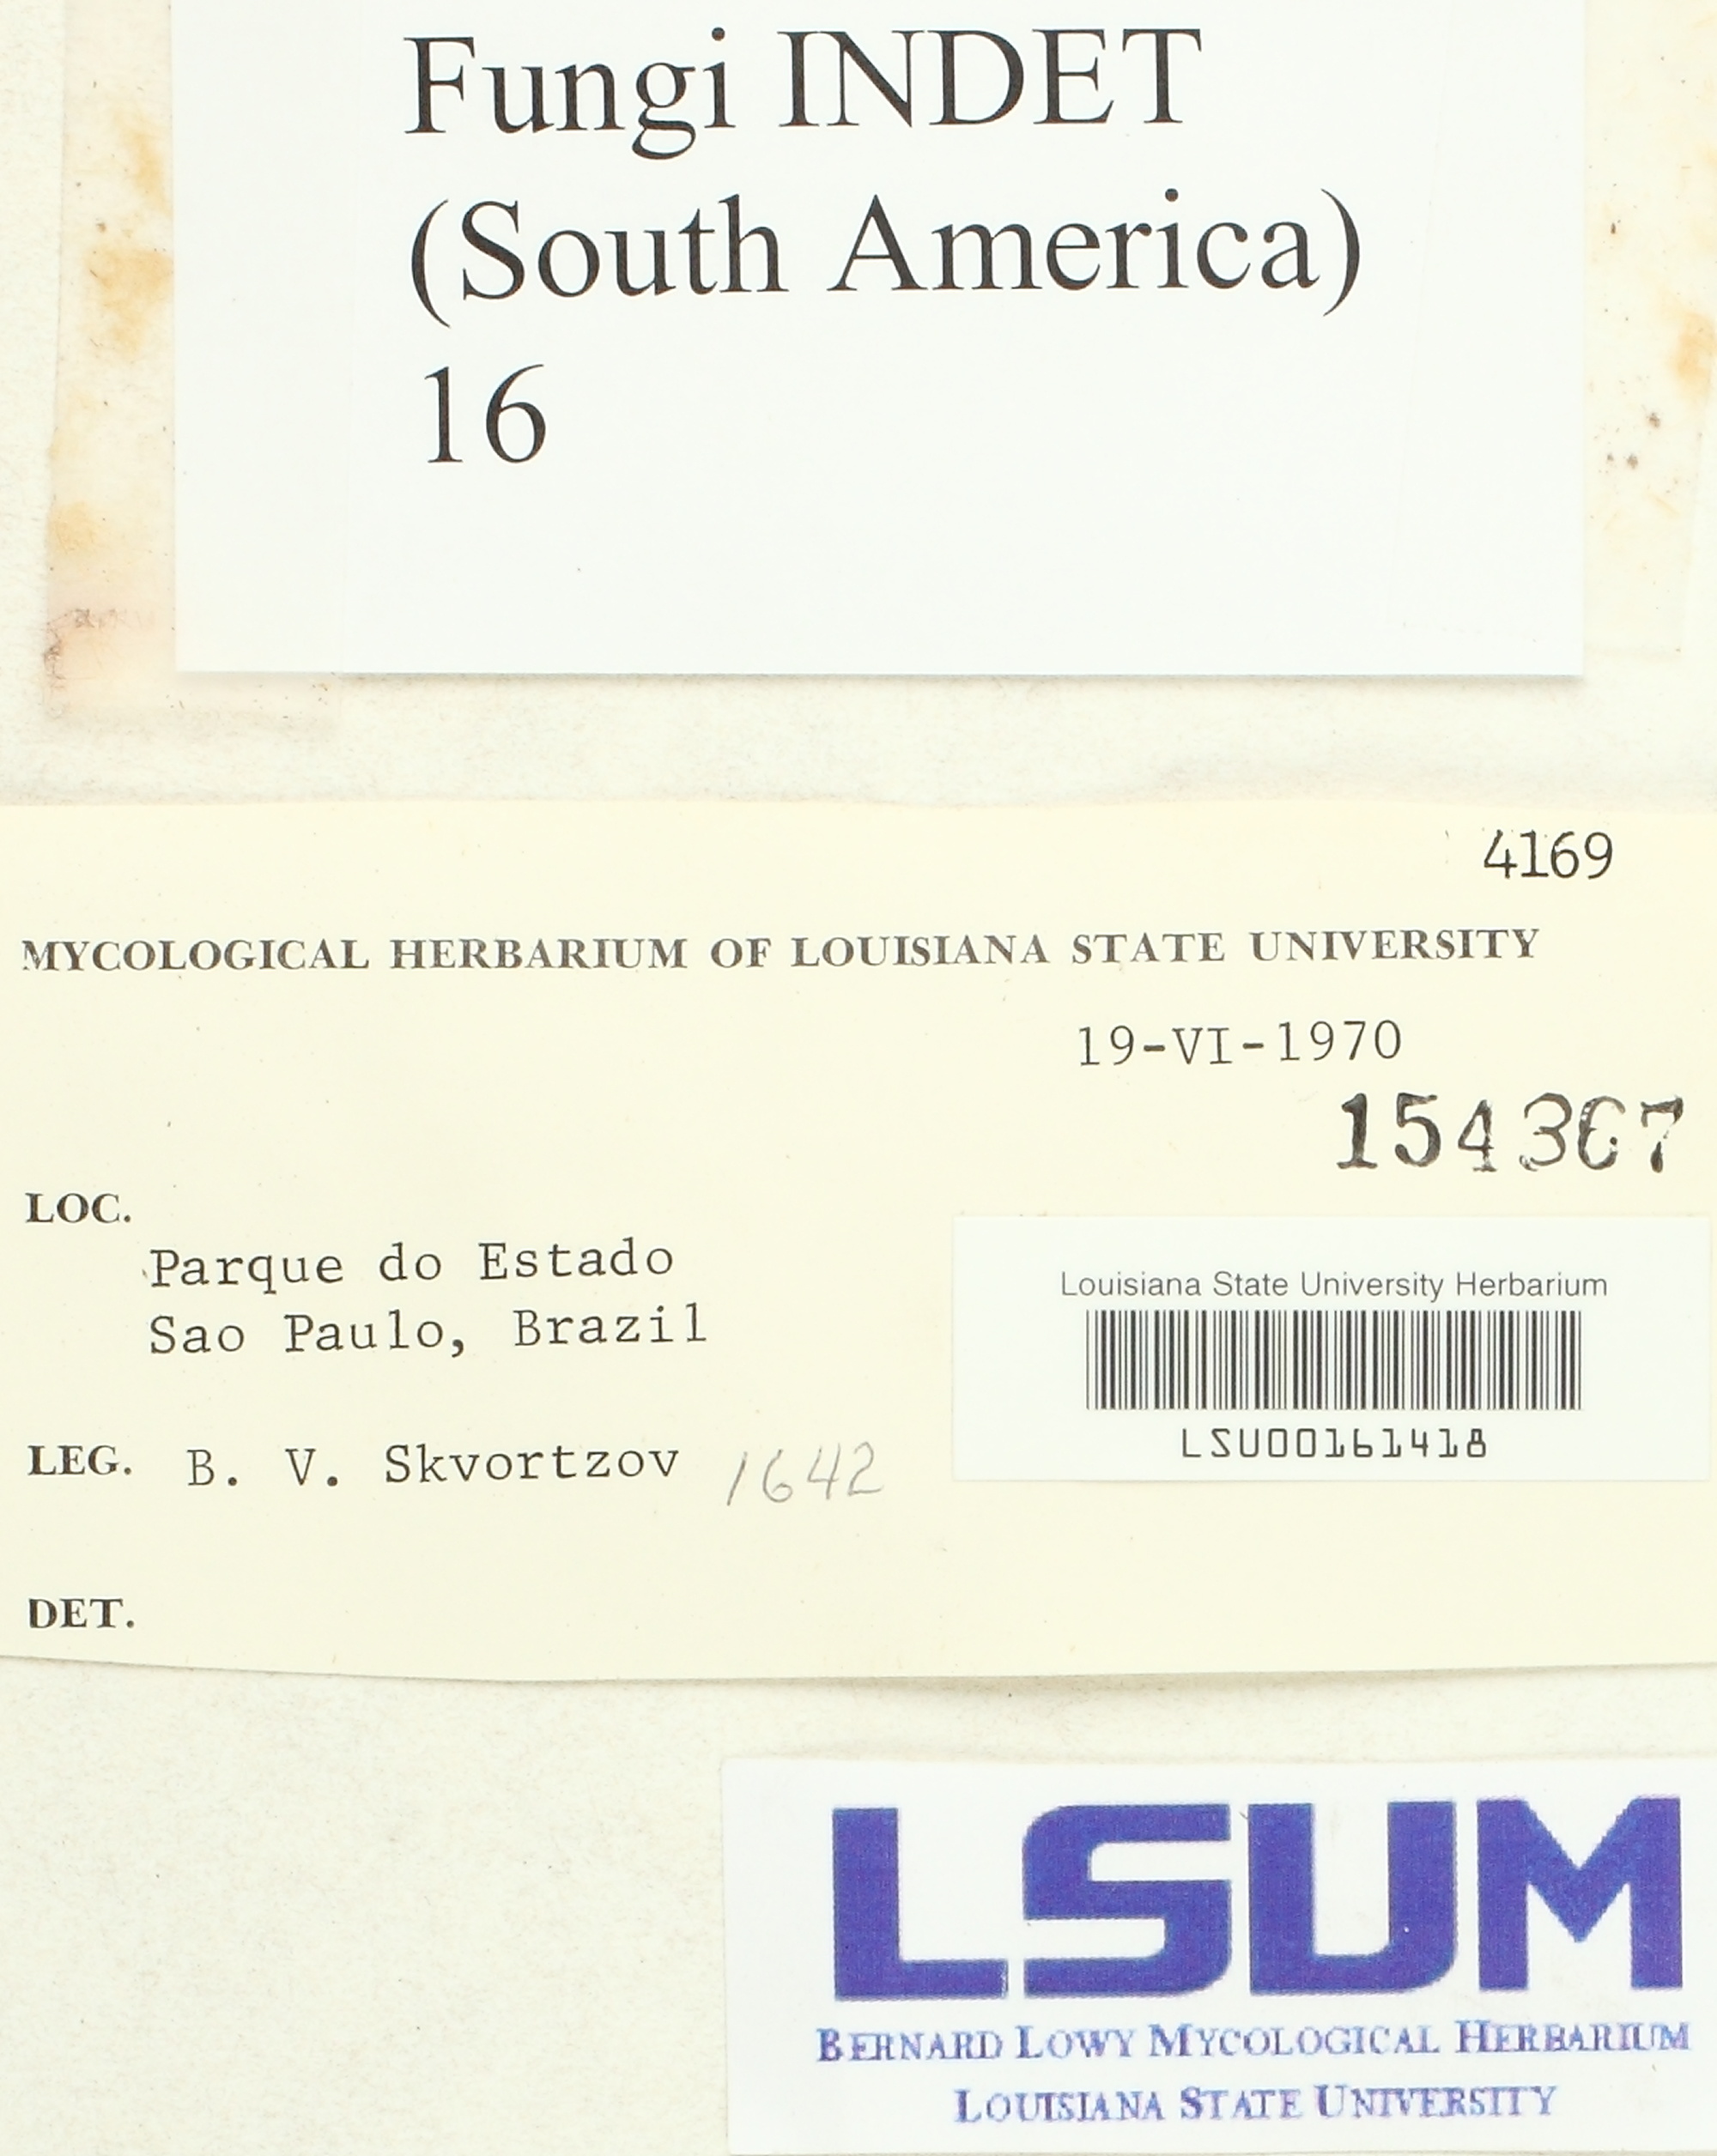 Fungi INDET
(South America)
16
4169
MYCOLOGICAL HERBARIUM OF LOUISIANA STATE UNIVERSITY
19-VI-1970
154367
LOC.
Parque do Estado
Sao Paulo, Brazil
Louisiana State University Herbarium
LSU00161418
LEG. B. V. Skvortzov 1642
DET.
LSUM
BERNARD LOWY MYCOLOGICAL HERBARIUM
LOUISIANA STATE UNIVERSITY